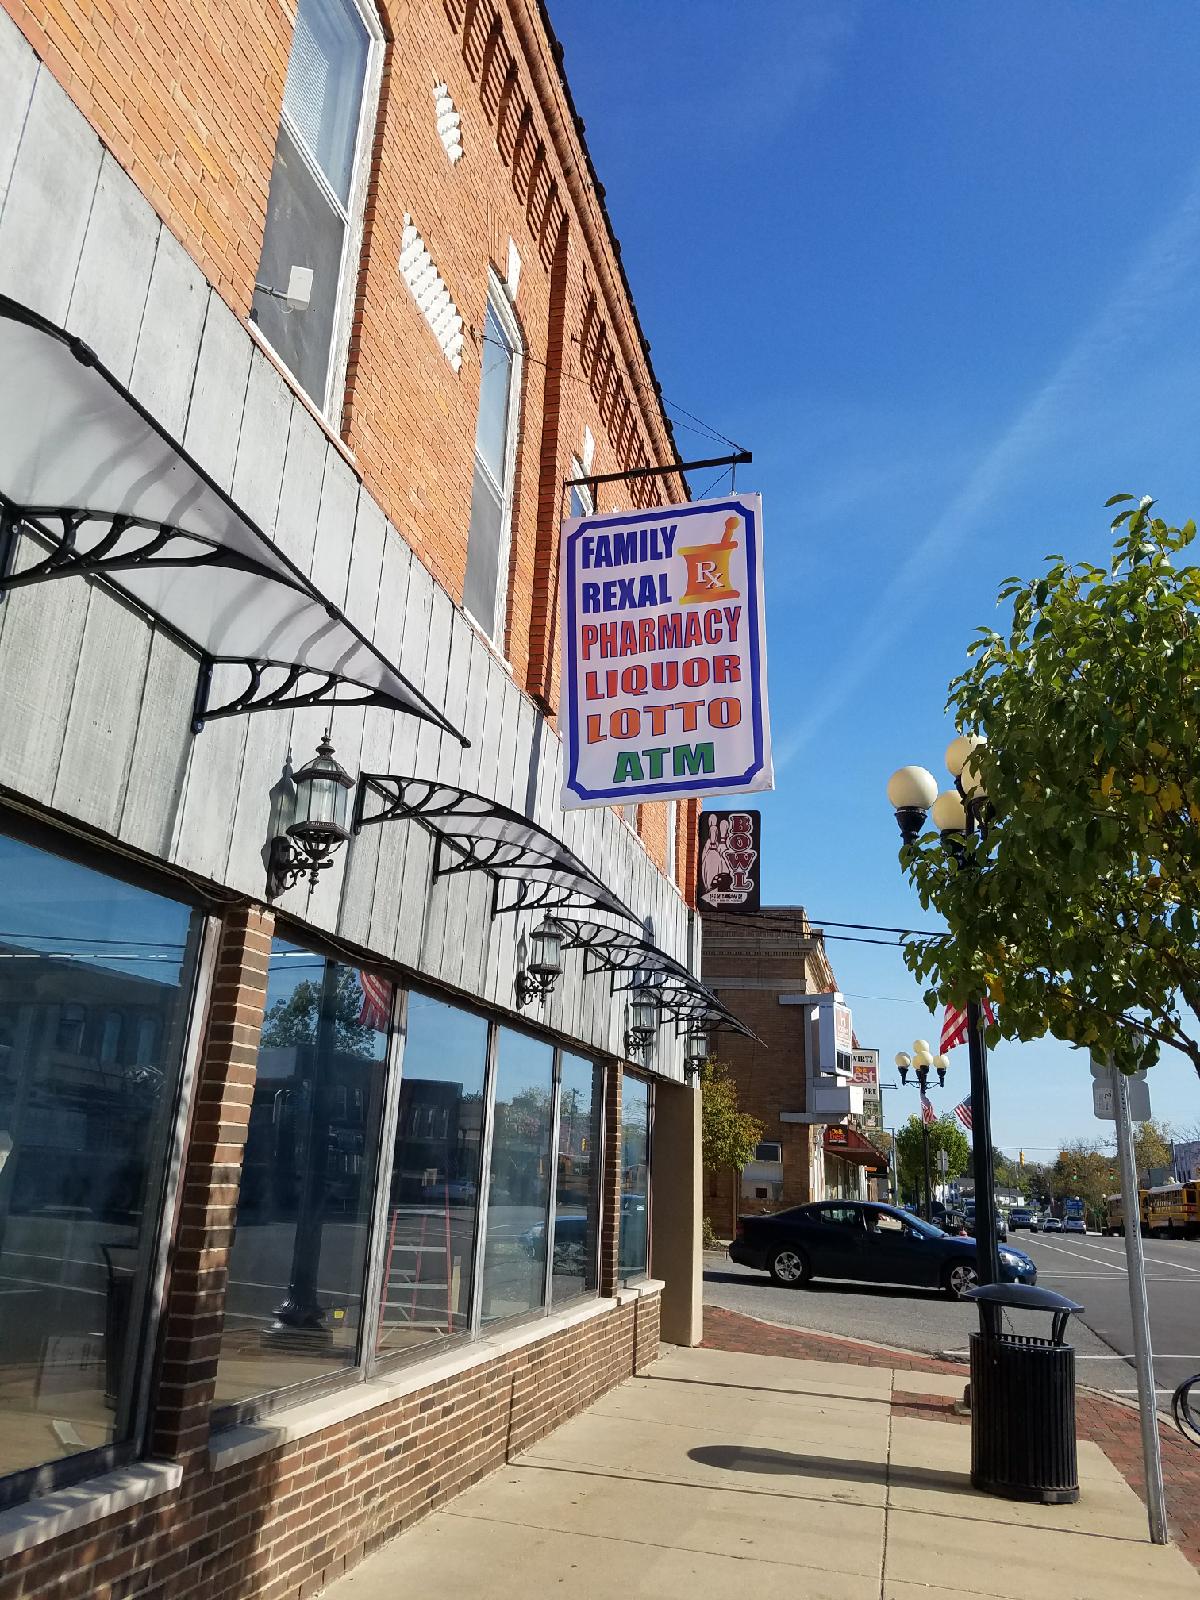 FAMILY
REXAL
Rx
PHARMACY
LIQUOR
LOTTO
ATM
BOWL